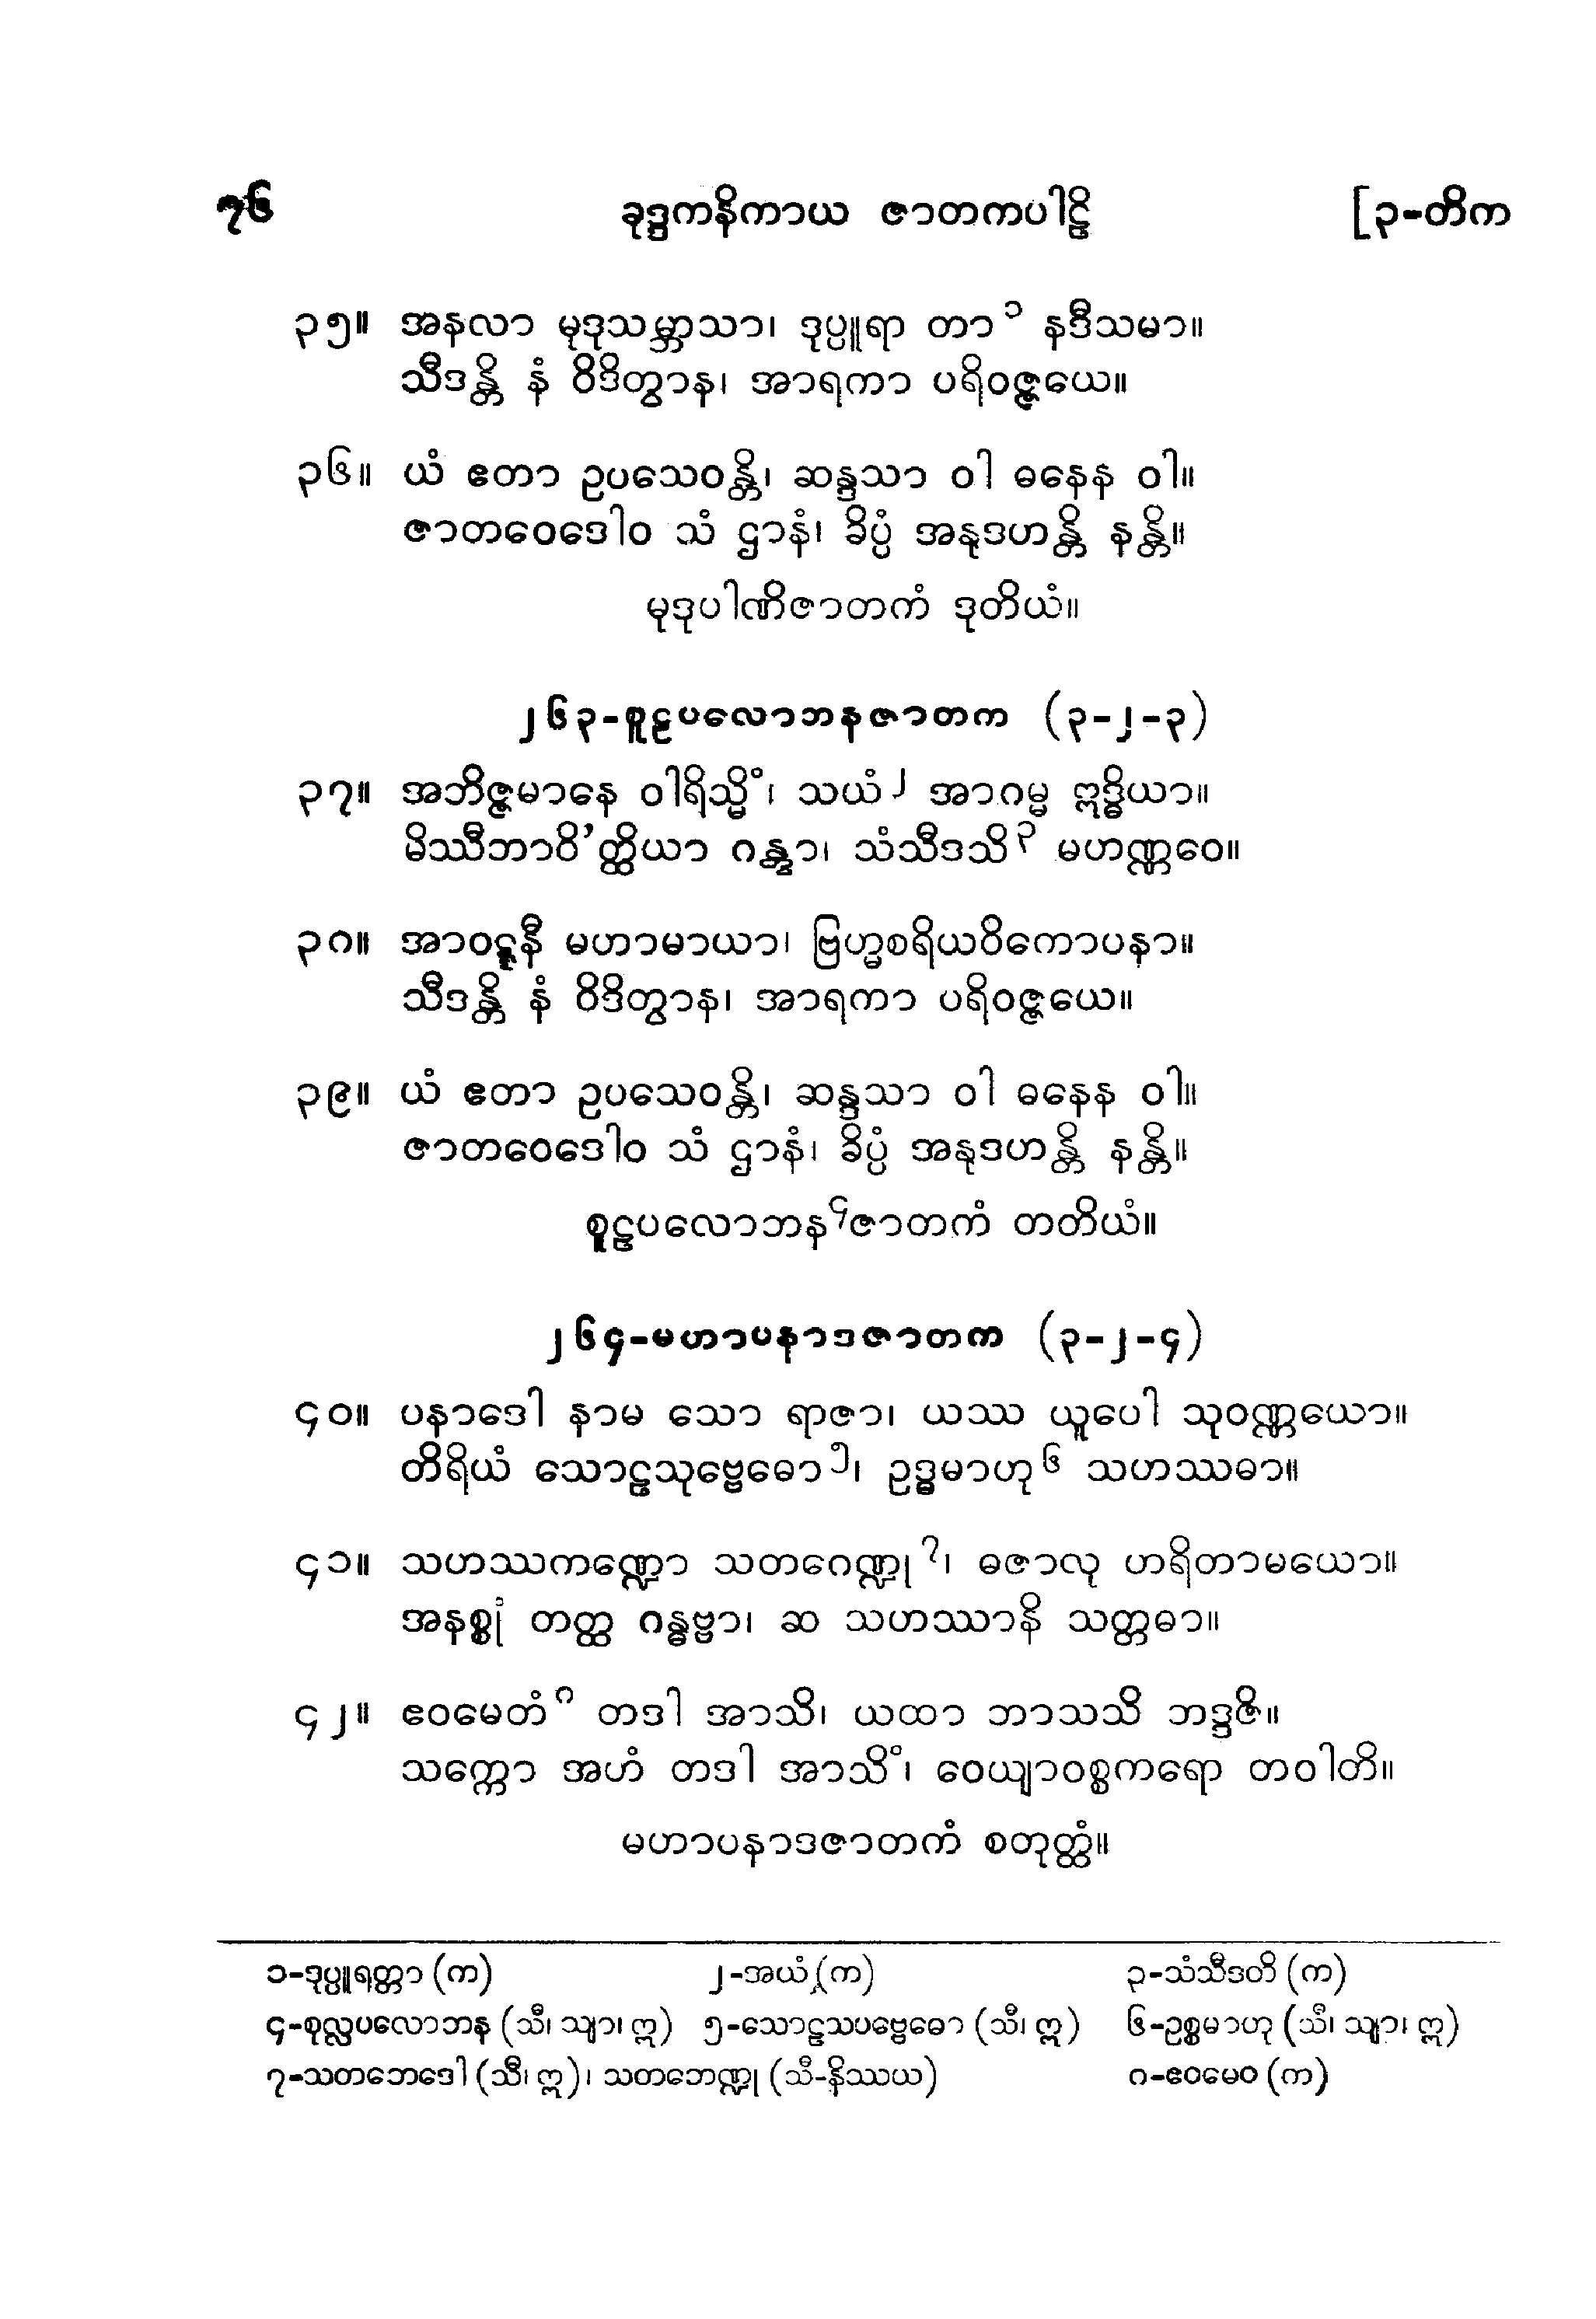 ၇၆ ခုဒ္ဒကနိကာယ ဇာတကပါဠိ [၃-တိက
၃၅။ အနလာ မုဒုသမ္ဘာသာ၊ ဒုပ္ပူရာ တာ၁ နဒီသမာ။
သီဒန္တိ နံ ဝိဒိတွာန၊ အာရကာ ပရိဝဇ္ဇယေ။
၃၆။ ယံ ဧတာ ဥပသေဝန္တိ၊ ဆန္ဒသာ ဝါ ဓနေန ဝါ။
ဇာတဝေဒေါဝ သံ ဌာနံ၊ ခိပ္ပံ အနုဒဟန္တိ နန္တိ။
မုဒုပါဏိဇာတကံ ဒုတိယံ။
၂၆၃-စူဠပလောဘနဇာတက (၃-၂-၃)
၃၇။ အဘိဇ္ဇမာနေ ဝါရိသ္မိံ၊ သယံ၂ အာဂမ္မ ဣဒ္ဓိယာ။
မိဿီဘာဝိ’တ္ထိယာ ဂန္တွာ၊ သံသီဒသိ၃ မဟဏ္ဏဝေ။
၃၈။ အာဝဋ္ဋနီ မဟာမာယာ၊ ဗြဟ္မစရိယဝိကောပနာ။
သီဒန္တိ နံ ဝိဒိတွာန၊ အာရကာ ပရိဝဇ္ဇယေ။
၃၉။ ယံ ဧတာ ဥပသေဝန္တိ၊ ဆန္ဒသာ ဝါ ဓနေန ဝါ။
ဇာတဝေဒေါဝ သံ ဌာနံ၊ ခိပ္ပံ အနုဒဟန္တိ နန္တိ။
စူဠပလောဘန၄ဇာတကံ တတိယံ။
၂၆၄-မဟာပနာဒဇာတက (၃-၂-၄)
၄၀။ ပနာဒေါ နာမ သော ရာဇာ၊ ယဿ ယူပေါ သုဝဏ္ဏယော။
တိရိယံ သောဠသုဗ္ဗေဓော၅၊ ဥဒ္ဓမာဟု၆ သဟဿဓာ။
၄၁။ သဟဿကဏ္ဍော သတဂေဏ္ဍု၇၊ ဓဇာလု ဟရိတာမယော။
အနစ္စုံ တတ္ထ ဂန္ဓဗ္ဗာ၊ ဆ သဟဿာနိ သတ္တဓာ။
၄၂။ ဧဝမေတံ၈ တဒါ အာသိ၊ ယထာ ဘာသသိ ဘဒ္ဒဇိ။
သက္ကော အဟံ တဒါ အာသိံ၊ ဝေယျာဝစ္စကရော တဝါတိ။
မဟာပနာဒဇာတကံ စတုတ္ထံ။
၁-ဒုပ္ပူရတ္တာ (က) ၂-အယံ (က) ၃-သံသီဒတိ (က)
၄-စုလ္လပလောဘန (သီ၊ သျာ၊ ဣ) ၅-သောဠသပဗ္ဗေဓော (သီ၊ ဣ) ၆-ဥစ္စမာဟု (သီ၊ သျာ၊ ဣ)
၇-သတဘေဒေါ (သီ၊ ဣ)၊ သတဘေဏ္ဍု (သီ-နိဿယ) ၈-ဧဝမေဝ (က)